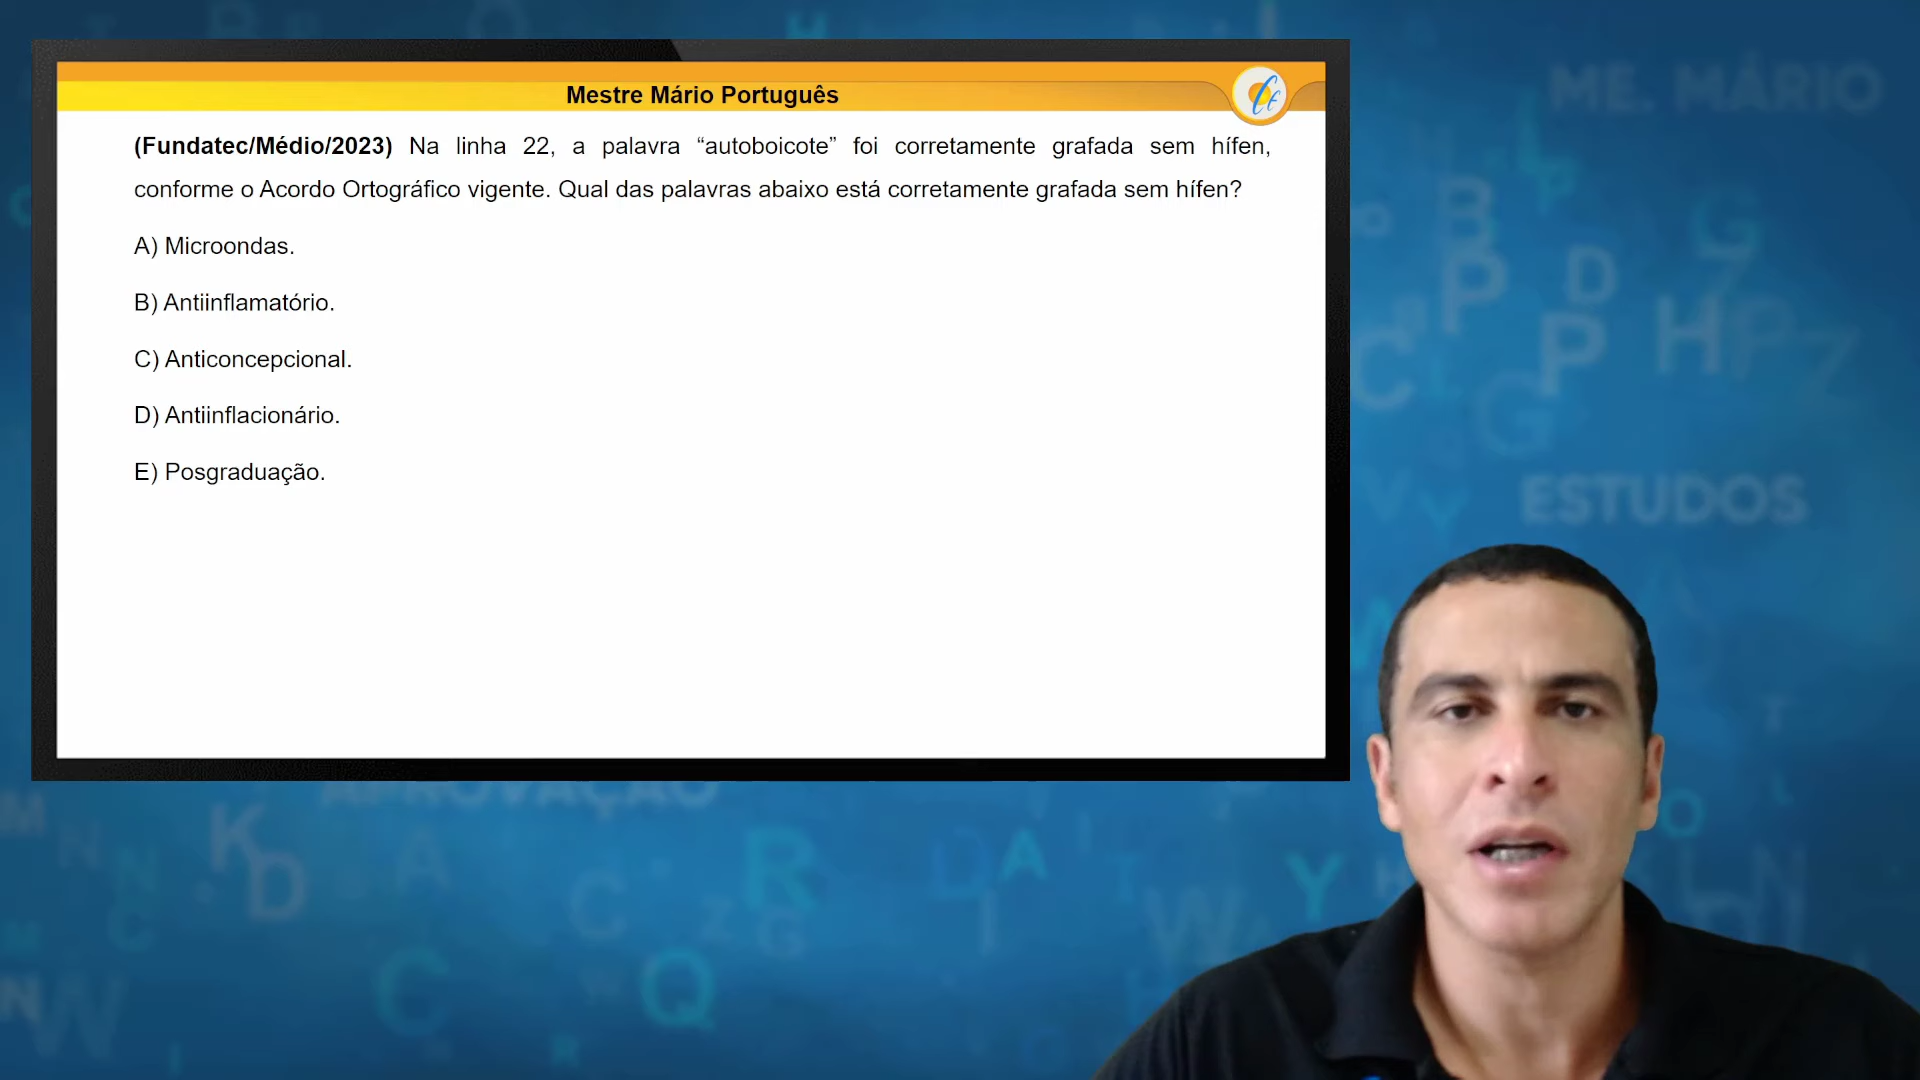 Mestre Mário Português
ME. MÁRIO
(Fundatec/Médio/2023) Na linha 22, a palavra “autoboicote” foi corretamente grafada sem hífen,
conforme o Acordo Ortográfico vigente. Qual das palavras abaixo está corretamente grafada sem hífen?
A) Microondas.
B) Antiinflamatório.
C) Anticoncepcional.
D) Antiinflacionário.
E) Posgraduação.
ESTUDOS
APROVAÇÃO